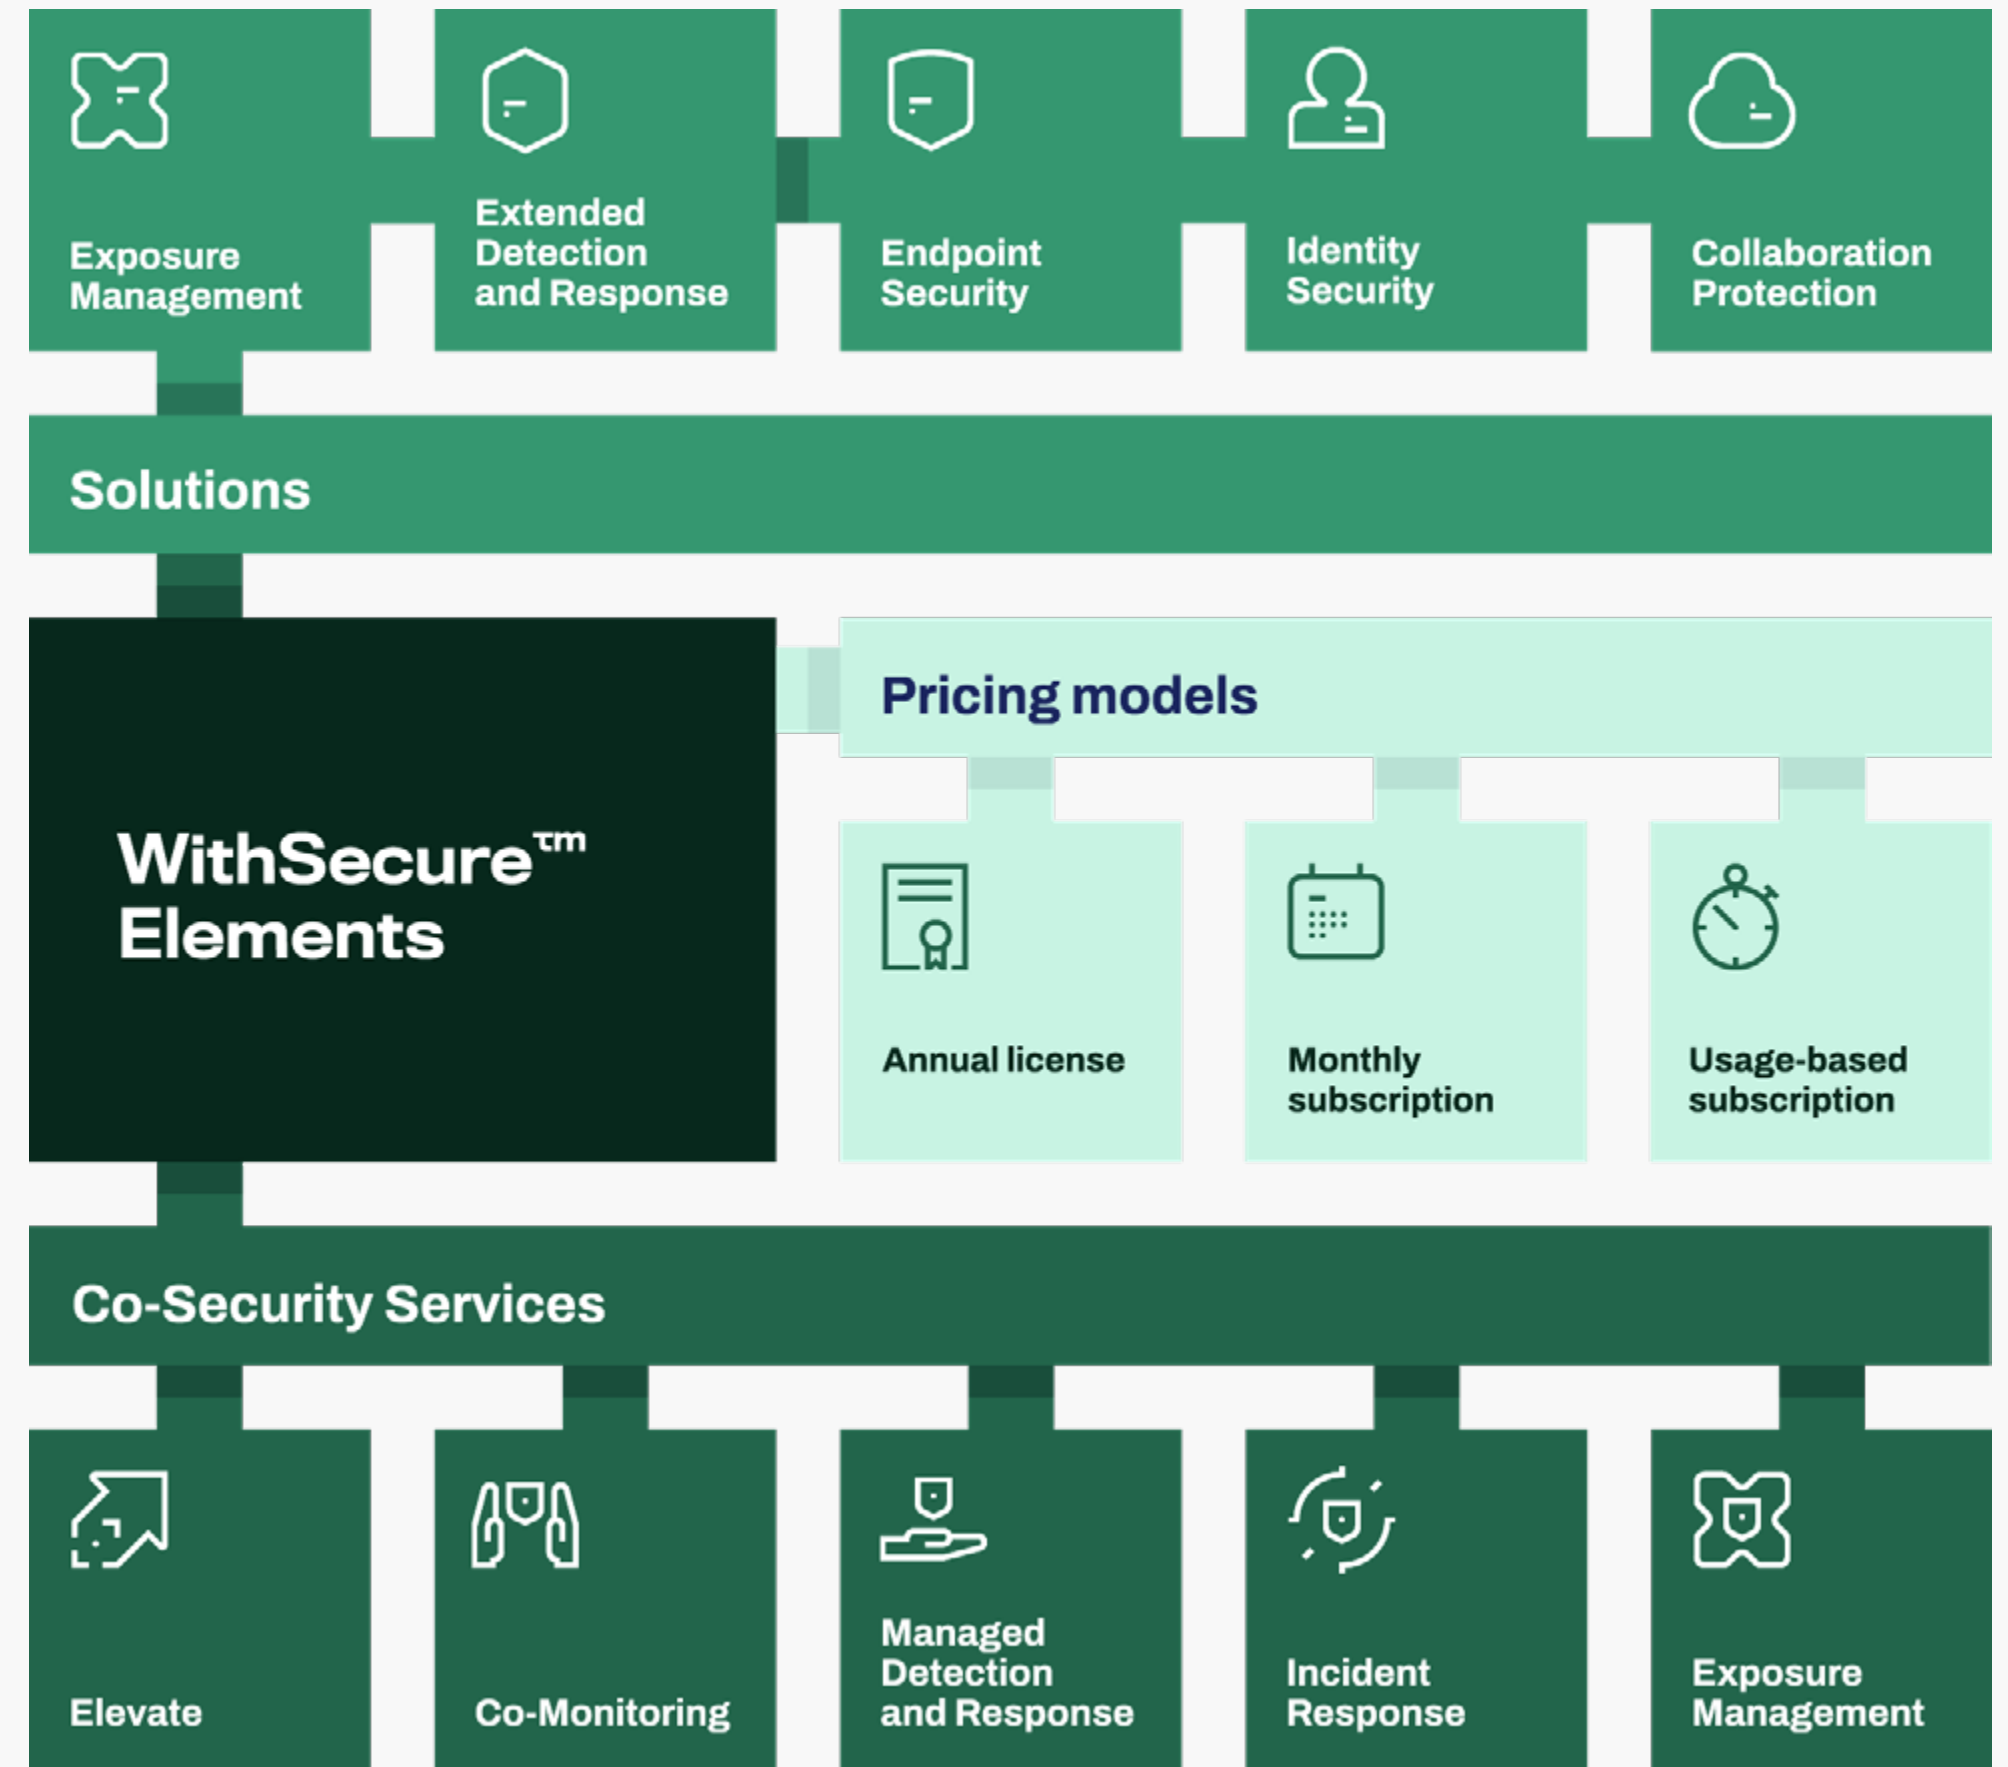 Exposure
Management
Extended
Detection
and Response
Endpoint
Security
Identity
Security
Collaboration
Protection
Solutions
WithSecure™
Elements
Pricing models
Annual license
Monthly
subscription
Usage-based
subscription
Co-Security Services
Elevate
Co-Monitoring
Managed
Detection
and Response
Incident
Response
Exposure
Management